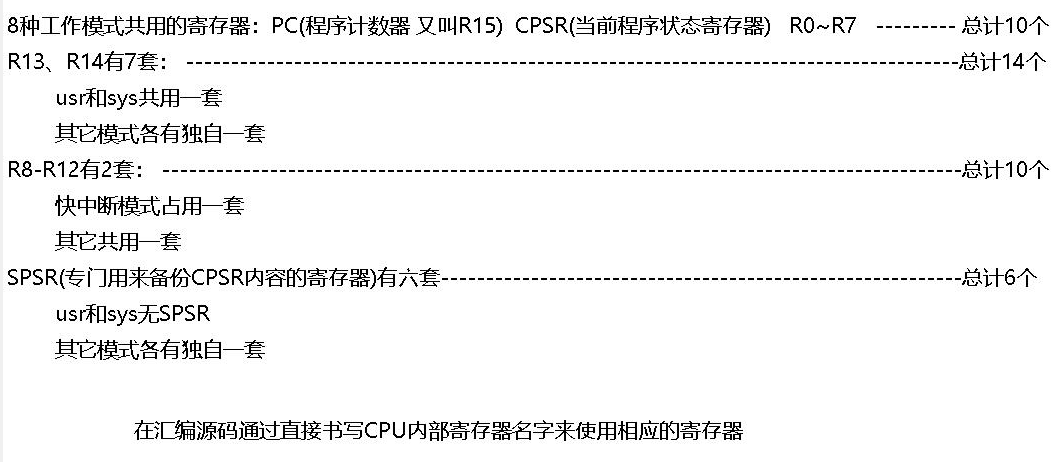 8种工作模式共用的寄存器：PC(程序计数器 又叫R15)  CPSR(当前程序状态寄存器)   R0~R7   --------- 总计10个
R13、R14有7套： --------------------------------------------------------------------------------------总计14个
usr和sys共用一套
其它模式各有独自一套
R8-R12有2套： -----------------------------------------------------------------------------------------总计10个
快中断模式占用一套
其它共用一套
SPSR(专门用来备份CPSR内容的寄存器)有六套----------------------------------------------------------总计6个
usr和sys无SPSR
其它模式各有独自一套
在汇编源码通过直接书写CPU内部寄存器名字来使用相应的寄存器